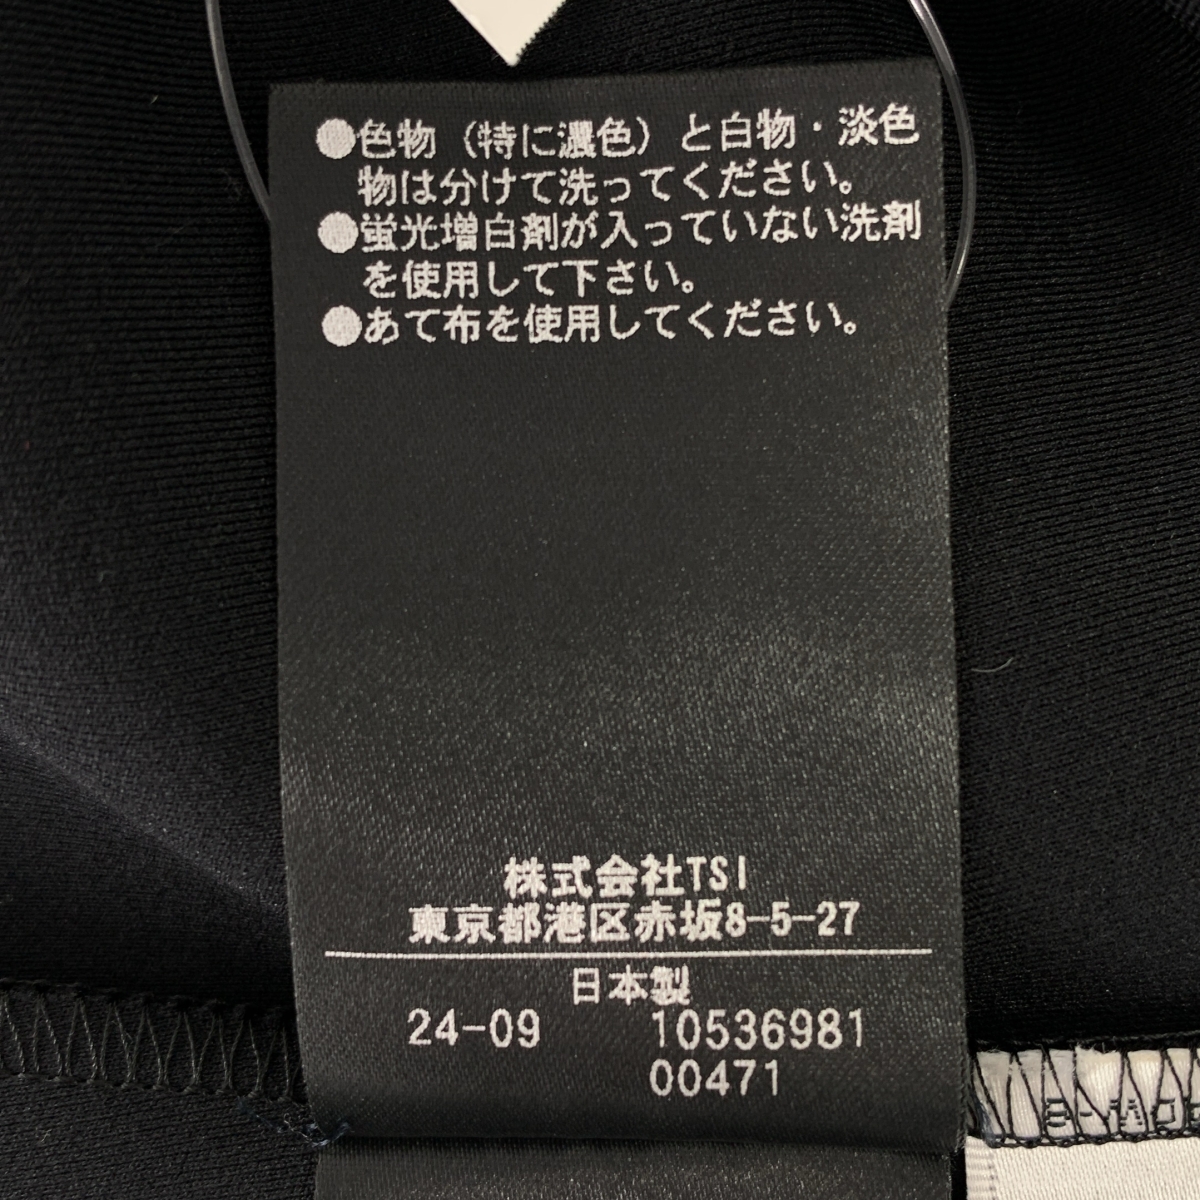 ●色物（特に濃色）と白物・淡色
物は分けて洗ってください。
●蛍光増白剤が入っていない洗剤
を使用して下さい。
●あて布を使用してください。
株式会社TSI
東京都港区赤坂8-5-27
日本製
24-09 10536981
00471